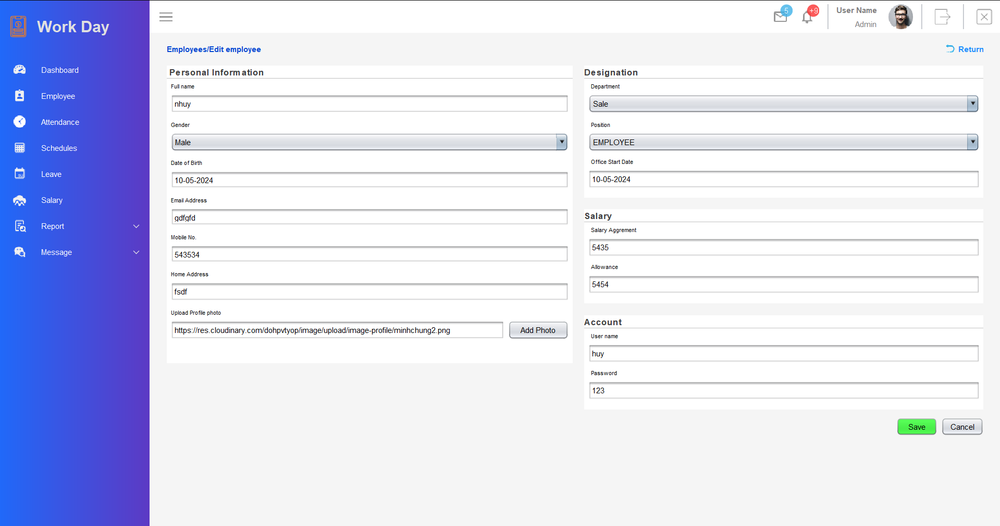 Work Day
Dashboard
Employee
Attendance
Schedules
SU
Leave
Salary
Report
Message
5
+9
User Name
Admin
Employees/Edit employee
Return
Personal Information
Full name
nhuy
Gender
Male
Date of Birth
10-05-2024
Email Address
gdfgfd
Mobile No.
543534
Home Address
fsdf
Upload Profile photo
https://res.cloudinary.com/dohpvtyop/image/upload/image-profile/minhchung2.png
Add Photo
Designation
Department
Sale
Position
EMPLOYEE
Office Start Date
10-05-2024
Salary
Salary Aggrement
5435
Allowance
5454
Account
User name
huy
Password
123
Save
Cancel